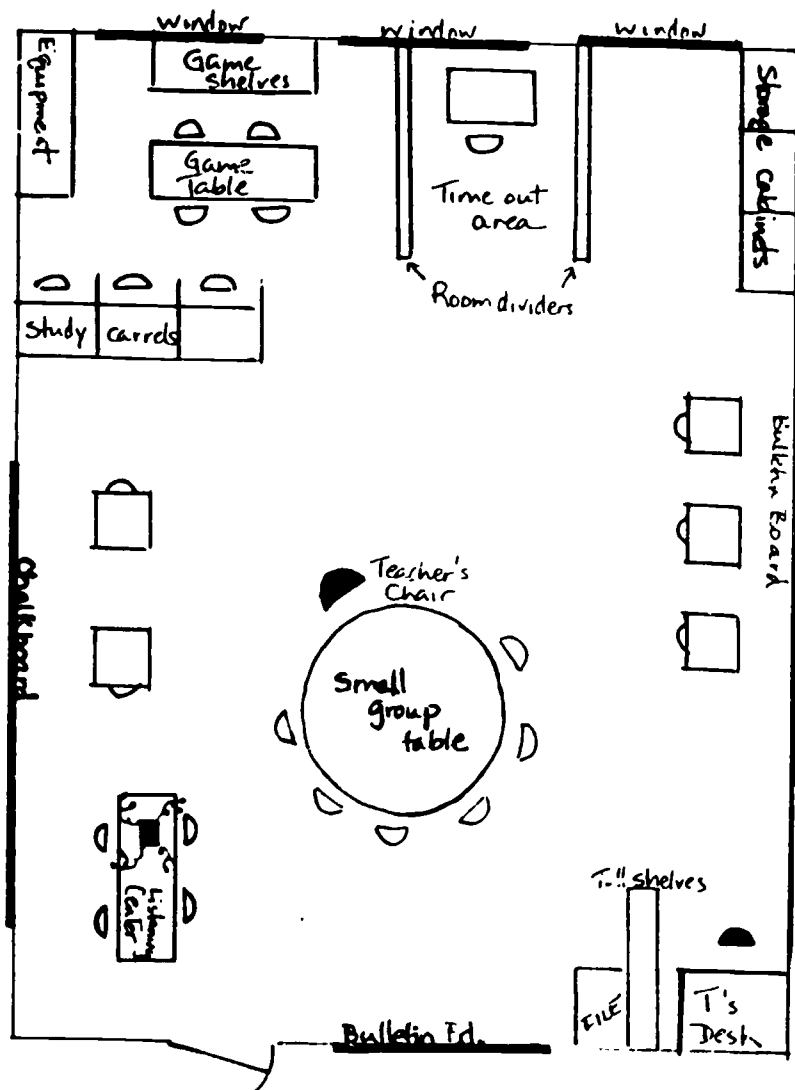 window
window
window
Equipment
Game
Shelves
Storage cabinets
Game
Table
Time out
area
Room dividers
Study carrels
Bulletin Board
Chalkboard
Teacher's
Chair
Small
group
table
Listening
Center
Tall shelves
FILE
T's
Desk
Bulletin Bd.